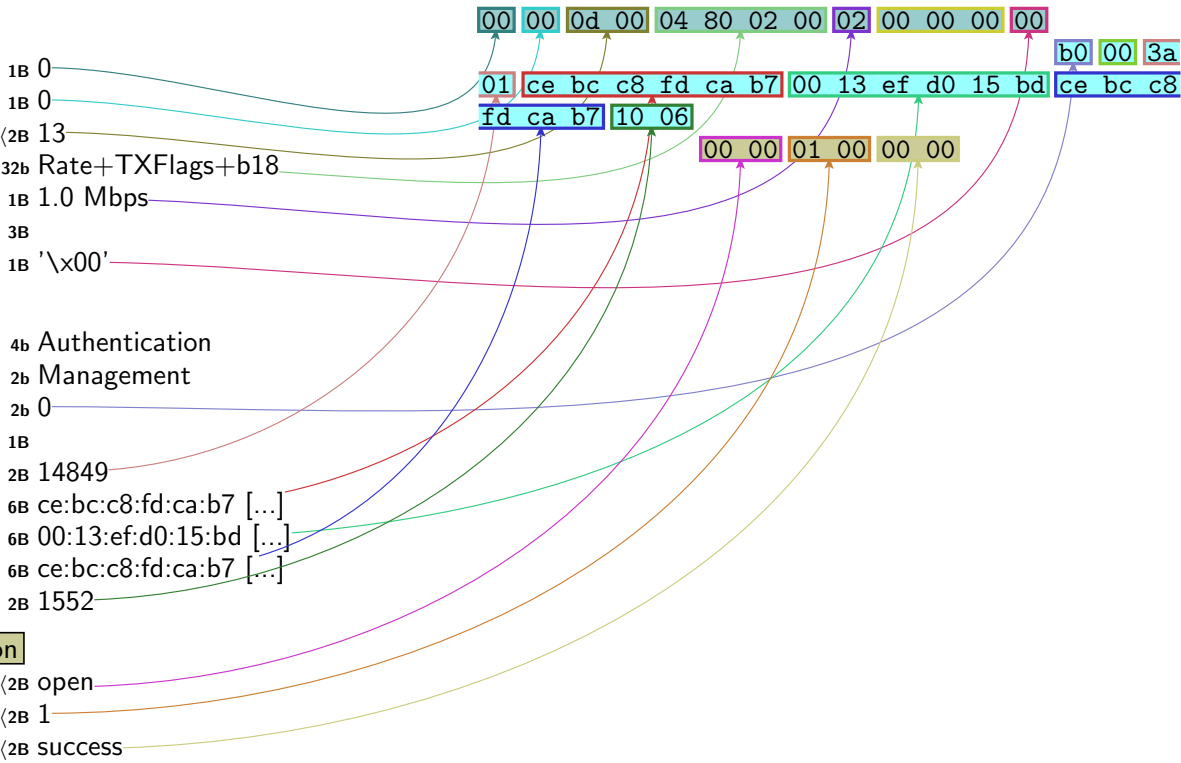 00 00 0d 00 04 80 02 00 02 00 00 00 00
b0 00 3a
1B 0
01 ce bc c8 fd ca b7 00 13 ef d0 15 bd ce bc c8
1B 0
fd ca b7 10 06
⟨2B 13
00 00 01 00 00 00
32b Rate+TXFlags+b18
1B 1.0 Mbps
3B
1B '\x00'
4b Authentication
2b Management
2b 0
1B
2B 14849
6B ce:bc:c8:fd:ca:b7 [...]
6B 00:13:ef:d0:15:bd [...]
6B ce:bc:c8:fd:ca:b7 [...]
2B 1552
on
⟨2B open
⟨2B 1
⟨2B success